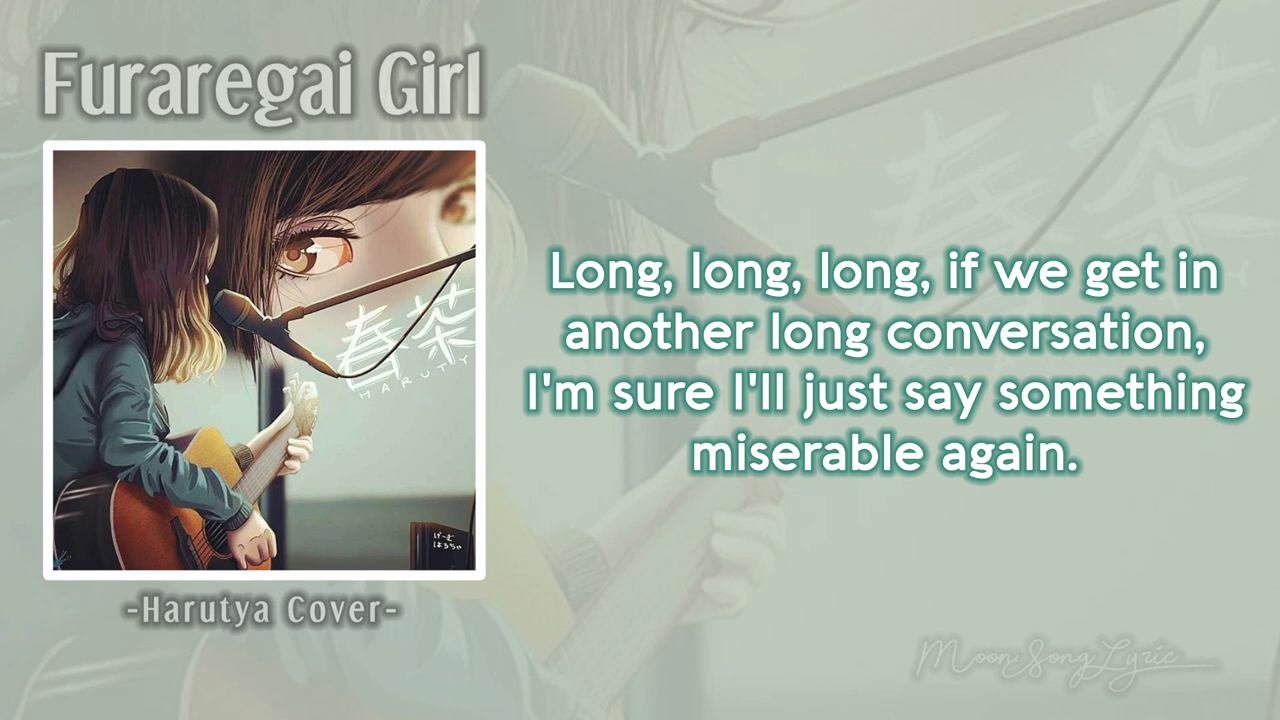 Furaregai Girl
春茶
HARUTY
げーむ
はるちゃ
-Harutya Cover-
Long, long, long, if we get in
another long conversation,
I'm sure I'll just say something
miserable again.
MoonSongLyric